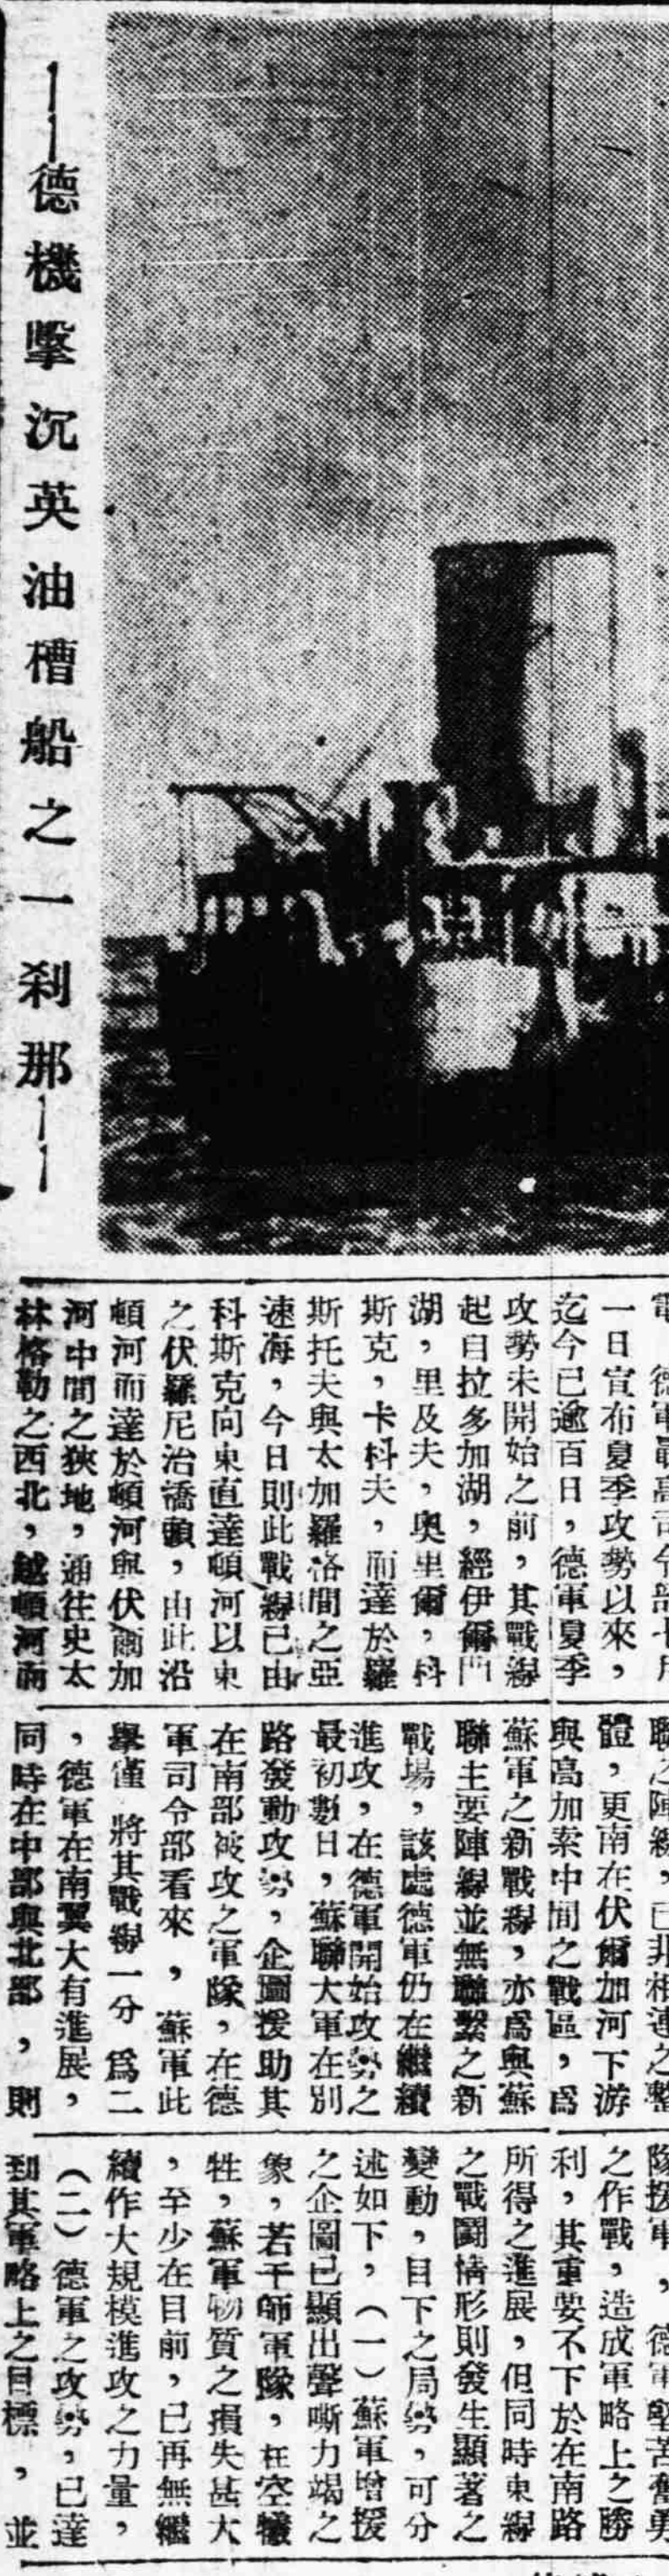 德機擊沉英油槽船之一刹那
一日宣布夏季攻勢以來，
迄今已逾百日，德軍夏季
攻勢未開始之前，其戰線
起自拉多加湖，經伊爾門
湖，里及夫，奧里爾，科
斯克，卡科夫，而達於羅
斯托夫與太加羅洛間之亞
速海，今日則此戰線已由
科斯克向東直達頓河以東
之伏羅尼治橋頭，由此沿
頓河而達於頓河與伏爾加
河中間之狹地，通往史太
林格勒之西北，越頓河而
聯之陣線，已非相連之整
體，更南在伏爾加河下游
與高加索中間之戰區，爲
蘇軍之新戰線，亦爲與蘇
聯主要陣線並無聯繫之新
戰場，該處德軍仍在繼續
進攻，在德軍開始攻勢之
最初數日，蘇聯大軍在別
路發動攻勢，企圖援助其
在南部被攻之軍隊，在德
軍司令部看來，蘇軍此
舉僅 將其戰線一分爲二
，德軍在南翼大有進展，
同時在中部與北部，則
隊援軍，德軍堅苦奮勇
之作戰，造成軍略上之勝
利，其重要不下於在南路
所得之進展，但同時東線
之戰鬭情形則發生顯著之
變動，目下之局勢，可分
述如下，（一）蘇軍增援
之企圖已顯出聲嘶力竭之
象，若干師軍隊，枉空犧
牲，蘇軍物質之損失甚大
，至少在目前，已再無繼
續作大規模進攻之力量，
（二）德軍之攻勢，已達
到其軍略上之目標，並